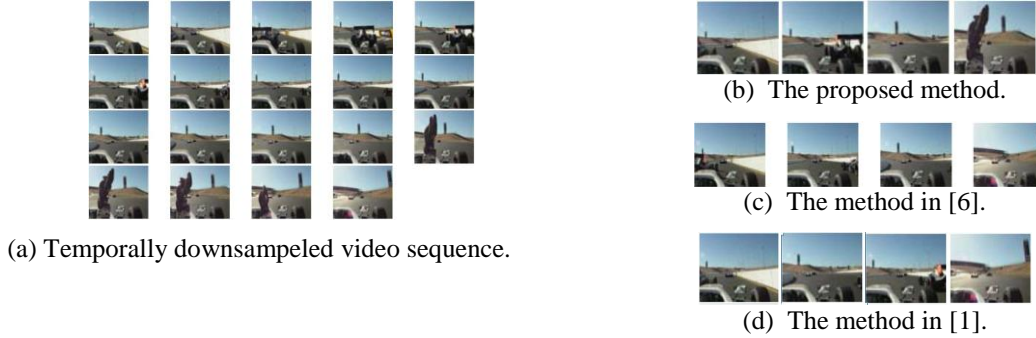 (b) The proposed method.
(c) The method in [6].
(a) Temporally downsampeled video sequence.
(d) The method in [1].